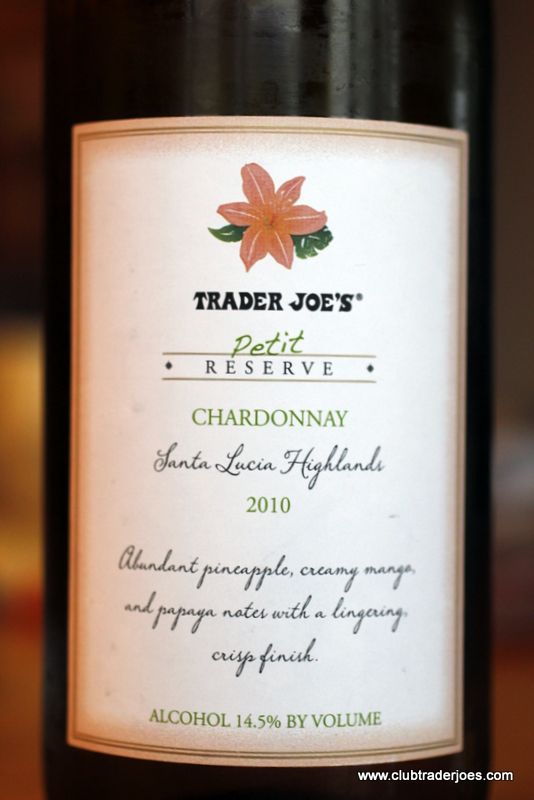 TRADER JOE'S®
Petit
RESERVE
CHARDONNAY
Santa Lucia Highlands
2010
Abundant pineapple, creamy mango,
and papaya notes with a lingering,
crisp finish.
ALCOHOL 14.5% BY VOLUME
www.clubtraderjoes.com